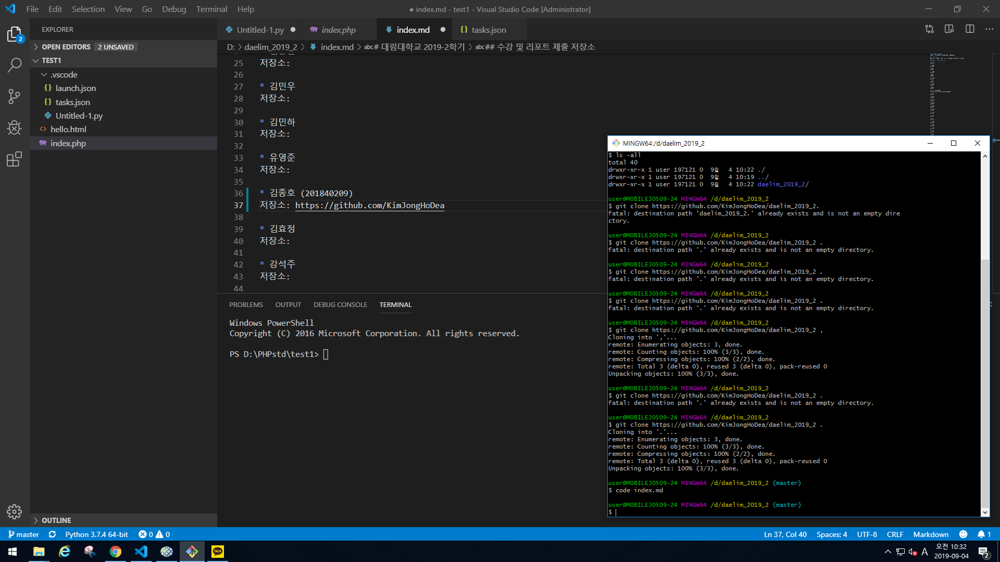 File Edit Selection View Go Debug Terminal Help
● index.md - test1 - Visual Studio Code [Administrator]
EXPLORER
OPEN EDITORS 2 UNSAVED
TEST1
.vscode
launch.json
tasks.json
Untitled-1.py
hello.html
index.php
OUTLINE
2
Untitled-1.py ●
index.php
index.md ●
tasks.json
D: > daelim_2019_2 > index.md > abc# 대림대학교 2019-2학기 > abc## 수강 및 리포트 제출 저장소
25 저장소:
26
27 * 김민우
28 저장소:
29
30 * 김민하
31 저장소:
32
33 * 유영준
34 저장소:
35
36 * 김종호 (201840209)
37 저장소: https://github.com/KimJongHoDea
38
39 * 김효정
40 저장소:
41
42 * 강석주
43 저장소:
44
PROBLEMS OUTPUT DEBUG CONSOLE TERMINAL
Windows PowerShell
Copyright (C) 2016 Microsoft Corporation. All rights reserved.
PS D:\PHPstd\test1>
MINGW64:/d/daelim_2019_2
$ ls -all
total 40
drwxr-xr-x 1 user 197121 0 9월 4 10:22 ./
drwxr-xr-x 1 user 197121 0 9월 4 10:19 ../
drwxr-xr-x 1 user 197121 0 9월 4 10:22 daelim_2019_2/
user@MOBILEJ0509-24 MINGW64 /d/daelim_2019_2
$ git clone https://github.com/KimJongHoDea/daelim_2019_2.
fatal: destination path 'daelim_2019_2.' already exists and is not an empty dire
ctory.
user@MOBILEJ0509-24 MINGW64 /d/daelim_2019_2
$ git clone https://github.com/KimJongHoDea/daelim_2019_2 .
fatal: destination path '.' already exists and is not an empty directory.
user@MOBILEJ0509-24 MINGW64 /d/daelim_2019_2
$ git clone https://github.com/KimJongHoDea/daelim_2019_2 .
fatal: destination path '.' already exists and is not an empty directory.
user@MOBILEJ0509-24 MINGW64 /d/daelim_2019_2
$ git clone https://github.com/KimJongHoDea/daelim_2019_2 .
fatal: destination path '.' already exists and is not an empty directory.
user@MOBILEJ0509-24 MINGW64 /d/daelim_2019_2
$ git clone https://github.com/KimJongHoDea/daelim_2019_2 ,
Cloning into ','...
remote: Enumerating objects: 3, done.
remote: Counting objects: 100% (3/3), done.
remote: Compressing objects: 100% (2/2), done.
remote: Total 3 (delta 0), reused 3 (delta 0), pack-reused 0
Unpacking objects: 100% (3/3), done.
user@MOBILEJ0509-24 MINGW64 /d/daelim_2019_2
$ git clone https://github.com/KimJongHoDea/daelim_2019_2 .
fatal: destination path '.' already exists and is not an empty directory.
user@MOBILEJ0509-24 MINGW64 /d/daelim_2019_2
$ git clone https://github.com/KimJongHoDea/daelim_2019_2 .
Cloning into '.'...
remote: Enumerating objects: 3, done.
remote: Counting objects: 100% (3/3), done.
remote: Compressing objects: 100% (2/2), done.
remote: Total 3 (delta 0), reused 3 (delta 0), pack-reused 0
Unpacking objects: 100% (3/3), done.
user@MOBILEJ0509-24 MINGW64 /d/daelim_2019_2 (master)
$ code index.md
user@MOBILEJ0509-24 MINGW64 /d/daelim_2019_2 (master)
$
master Python 3.7.4 64-bit 0 0
Ln 37, Col 40 Spaces: 4 UTF-8 CRLF Markdown 1
TALK
A
오전 10:32
2019-09-04
2